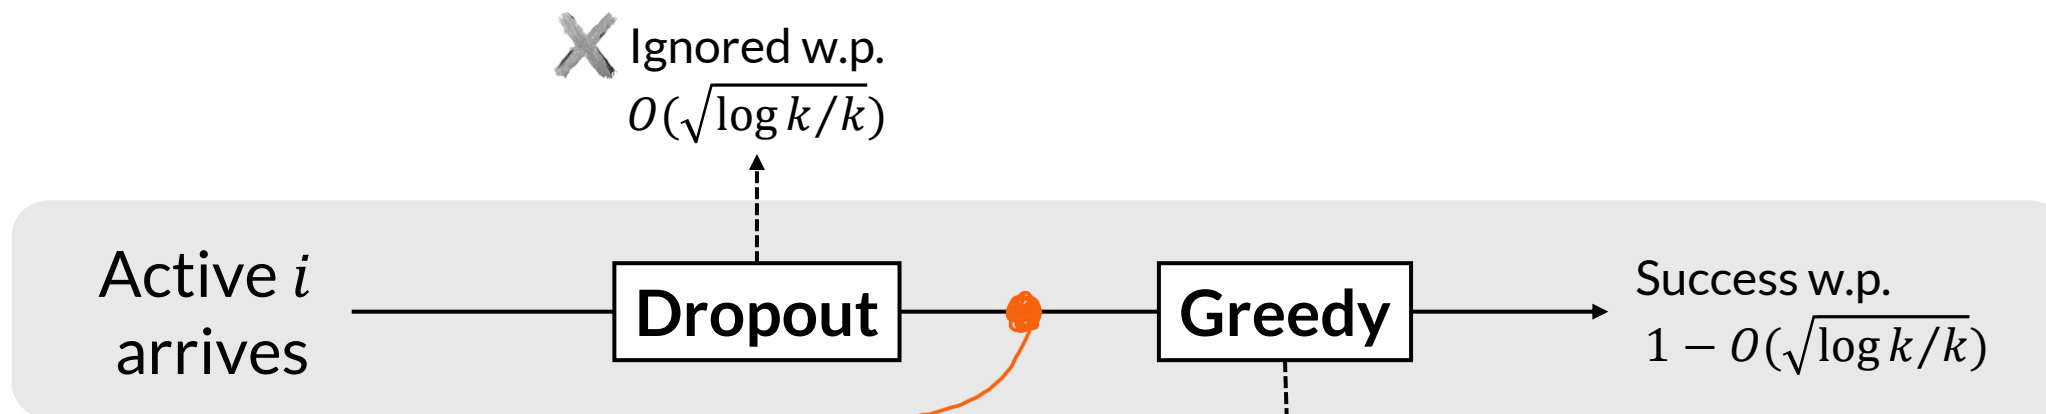 Ignored w.p.
O(√log k/k)
Active i
arrives
Dropout
Greedy
Success w.p.
1 − O(√log k/k)